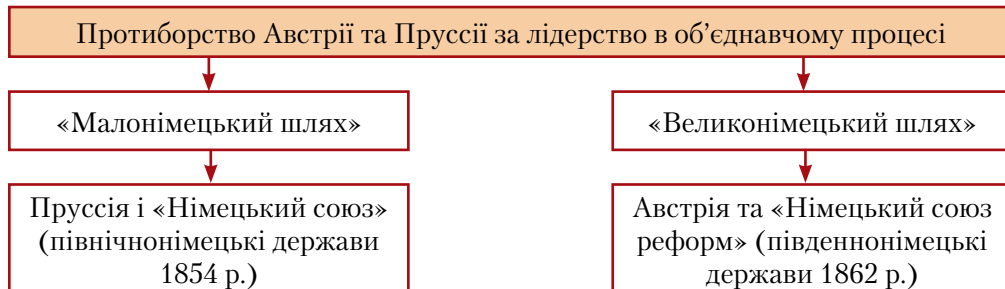 Протиборство Австрії та Пруссії за лідерство в об’єднавчому процесі
«Малонімецький шлях»
«Великонімецький шлях»
Пруссія і «Німецький союз»
(північнонімецькі держави
1854 р.)
Австрія та «Німецький союз
реформ» (південнонімецькі
держави 1862 р.)